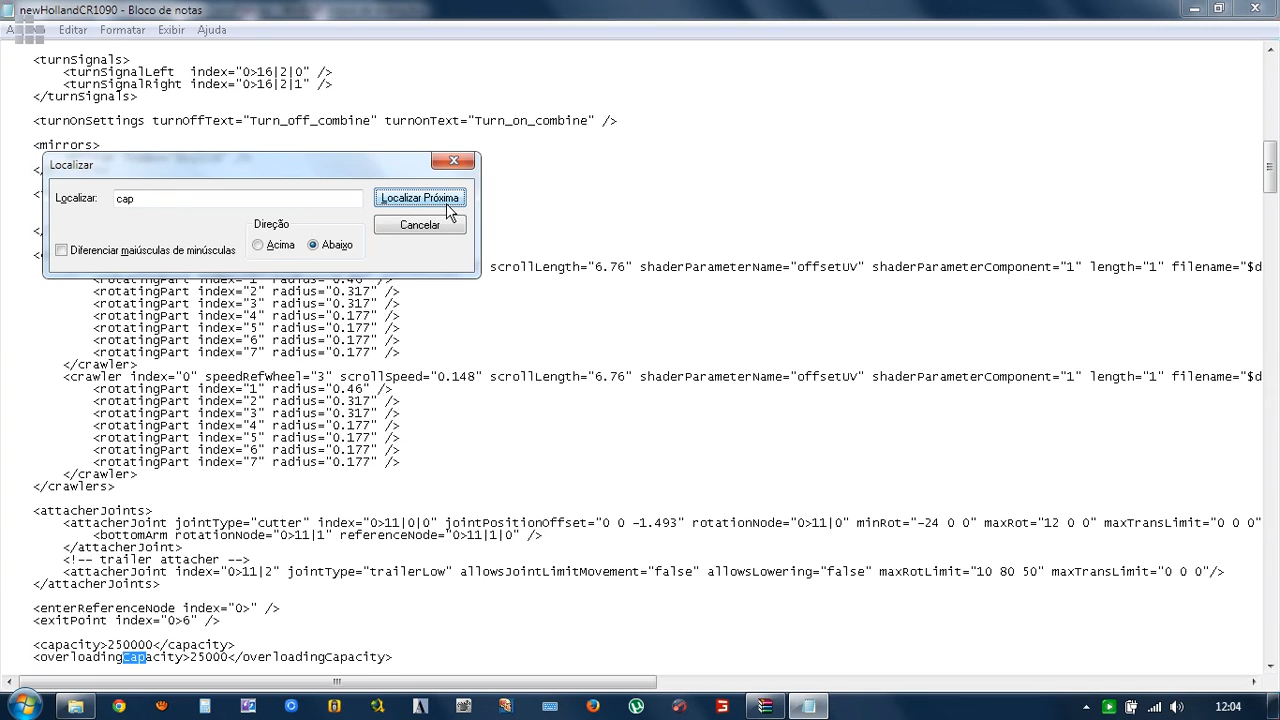 newHollandCR1090 - Bloco de notas
Editar Formatar Exibir Ajuda
<turnSignals>
<turnSignalLeft index="0>16|2|0" />
<turnSignalRight index="0>16|2|1" />
</turnSignals>
<turnOnSettings turnOffText="Turn_off_combine" turnOnText="Turn_on_combine" />
<mirrors>
Localizar
Localizar: cap Localizar Próxima
Direção Cancelar
Diferenciar maiúsculas de minúsculas Acima Abaixo
scrollLength="6.76" shaderParameterName="offsetUV" shaderParameterComponent="1" length="1" filename="$d
<rotatingPart index="1" radius="0.46" />
<rotatingPart index="2" radius="0.317" />
<rotatingPart index="3" radius="0.317" />
<rotatingPart index="4" radius="0.177" />
<rotatingPart index="5" radius="0.177" />
<rotatingPart index="6" radius="0.177" />
<rotatingPart index="7" radius="0.177" />
</crawler>
<crawler index="0" speedRefWheel="3" scrollSpeed="0.148" scrollLength="6.76" shaderParameterName="offsetUV" shaderParameterComponent="1" length="1" filename="$d
<rotatingPart index="1" radius="0.46" />
<rotatingPart index="2" radius="0.317" />
<rotatingPart index="3" radius="0.317" />
<rotatingPart index="4" radius="0.177" />
<rotatingPart index="5" radius="0.177" />
<rotatingPart index="6" radius="0.177" />
<rotatingPart index="7" radius="0.177" />
</crawler>
</crawlers>
<attacherJoints>
<attacherJoint jointType="cutter" index="0>11|0|0" jointPositionOffset="0 0 -1.493" rotationNode="0>11|0" minRot="-24 0 0" maxRot="12 0 0" maxTransLimit="0 0 0"
<bottomArm rotationNode="0>11|1" referenceNode="0>11|1|0" />
</attacherJoint>
<!-- trailer attacher -->
<attacherJoint index="0>11|2" jointType="trailerLow" allowsJointLimitMovement="false" allowsLowering="false" maxRotLimit="10 80 50" maxTransLimit="0 0 0"/>
</attacherJoints>
<enterReferenceNode index="0>" />
<exitPoint index="0>6" />
<capacity>250000</capacity>
<overloadingCapacity>25000</overloadingCapacity>
12:04